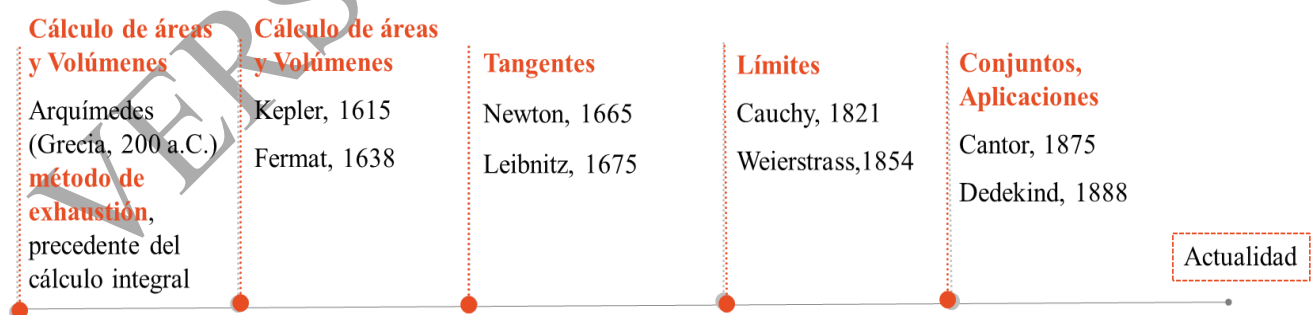 Cálculo de áreas
y Volúmenes
Arquímedes
(Grecia, 200 a.C.)
método de
exhaustión,
precedente del
cálculo integral
Cálculo de áreas
y Volúmenes
Kepler, 1615
Fermat, 1638
Tangentes
Newton, 1665
Leibnitz, 1675
Límites
Cauchy, 1821
Weierstrass,1854
Conjuntos,
Aplicaciones
Cantor, 1875
Dedekind, 1888
Actualidad
VERS